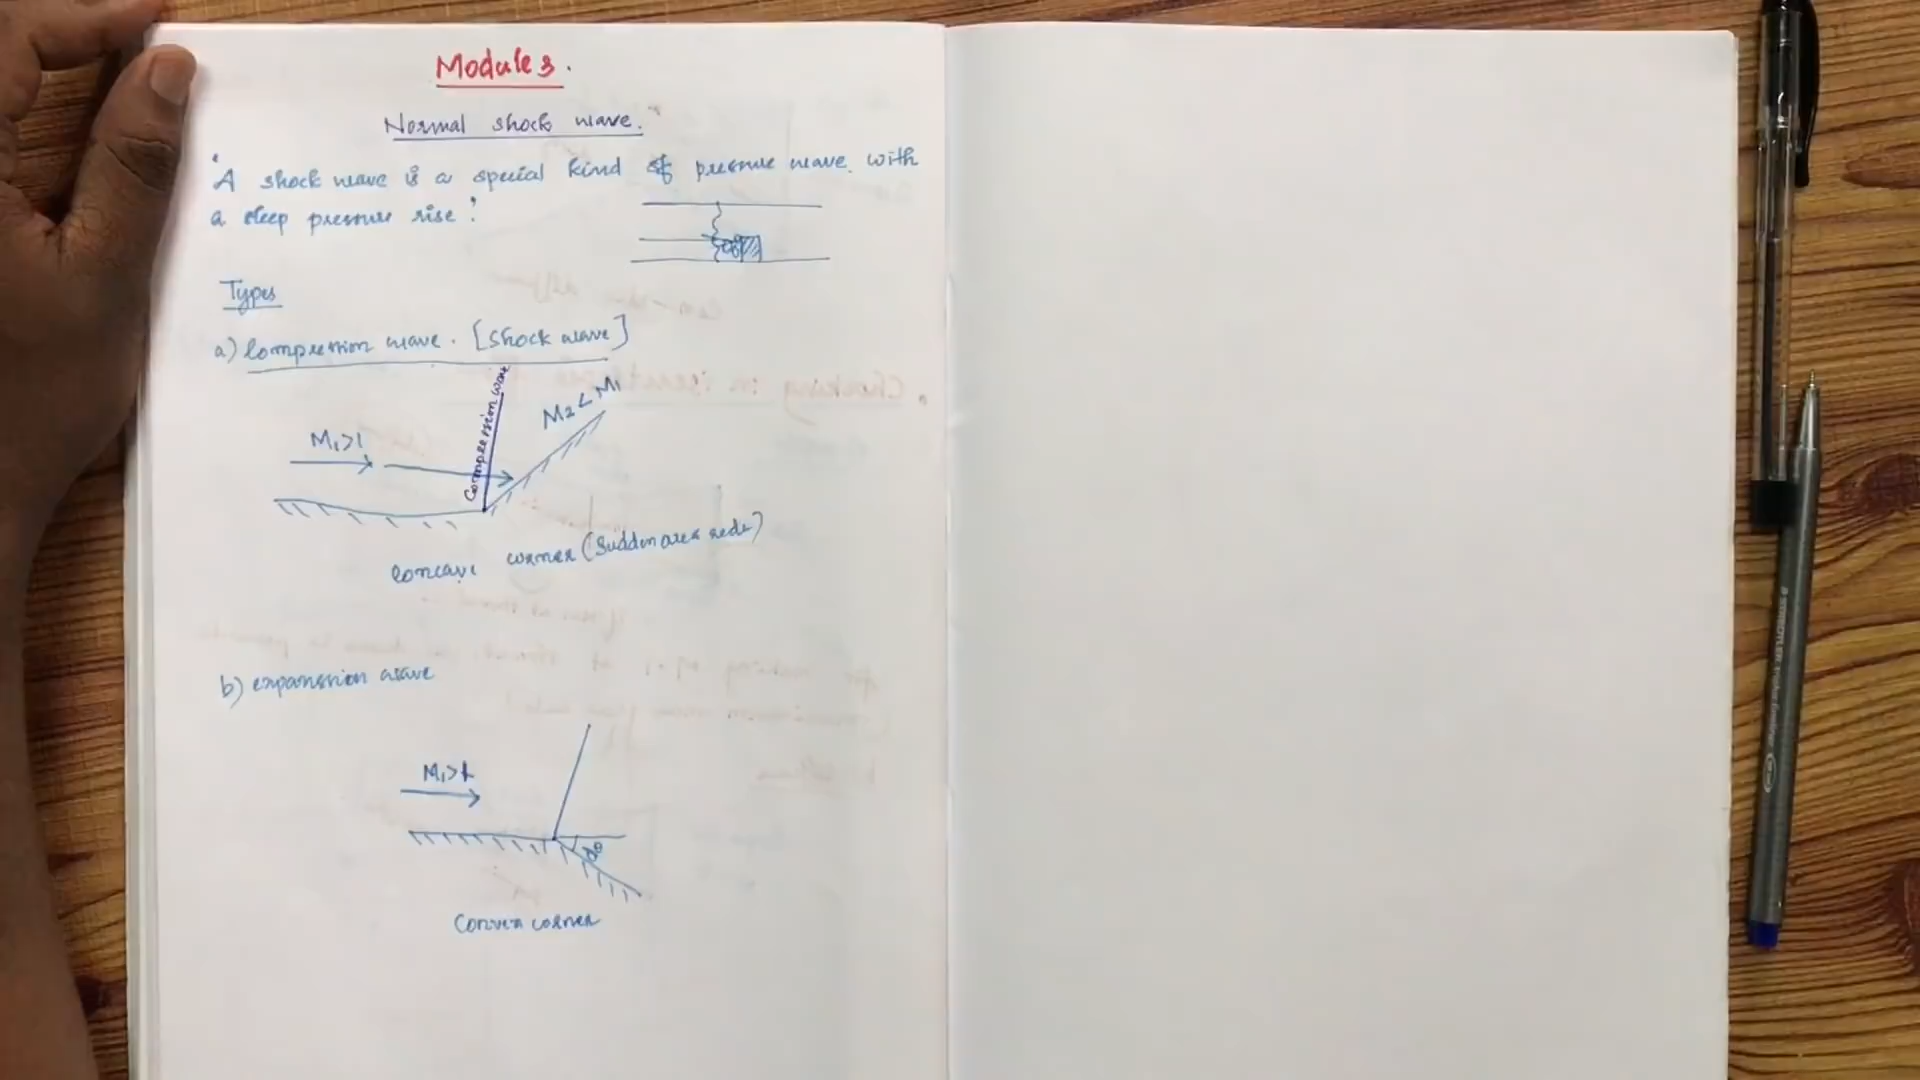 Module 3.
Normal shock wave.
"A shock wave is a special kind of pressure wave with
a steep pressure rise"
Types
a) Compression wave. [Shock wave]
Compression wave
M2 < M1
M1>1
Concave corner (Sudden area redn)
b) expansion wave
M1>1
θ
Convex corner